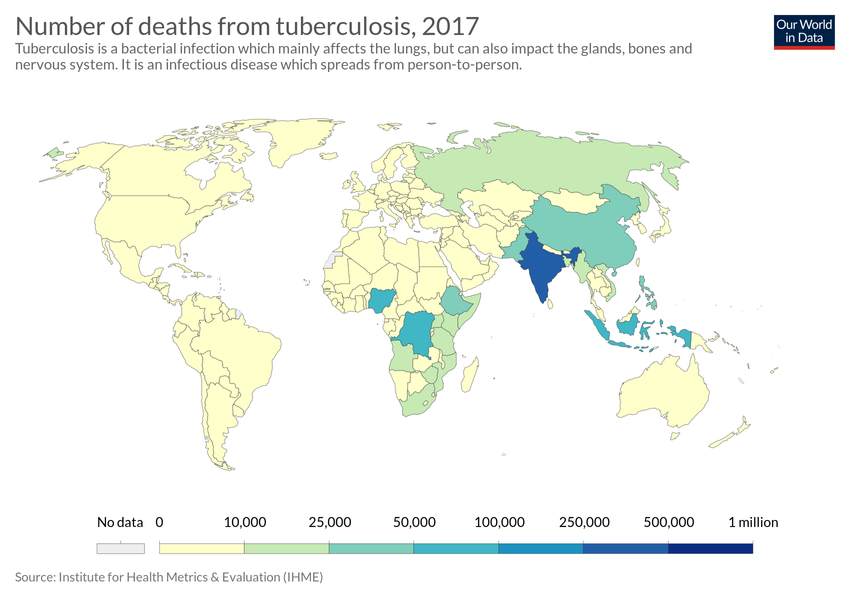 Number of deaths from tuberculosis, 2017
Our World
in Data
Tuberculosis is a bacterial infection which mainly affects the lungs, but can also impact the glands, bones and
nervous system. It is an infectious disease which spreads from person-to-person.
No data 0 10,000 25,000 50,000 100,000 250,000 500,000 1 million
Source: Institute for Health Metrics & Evaluation (IHME)